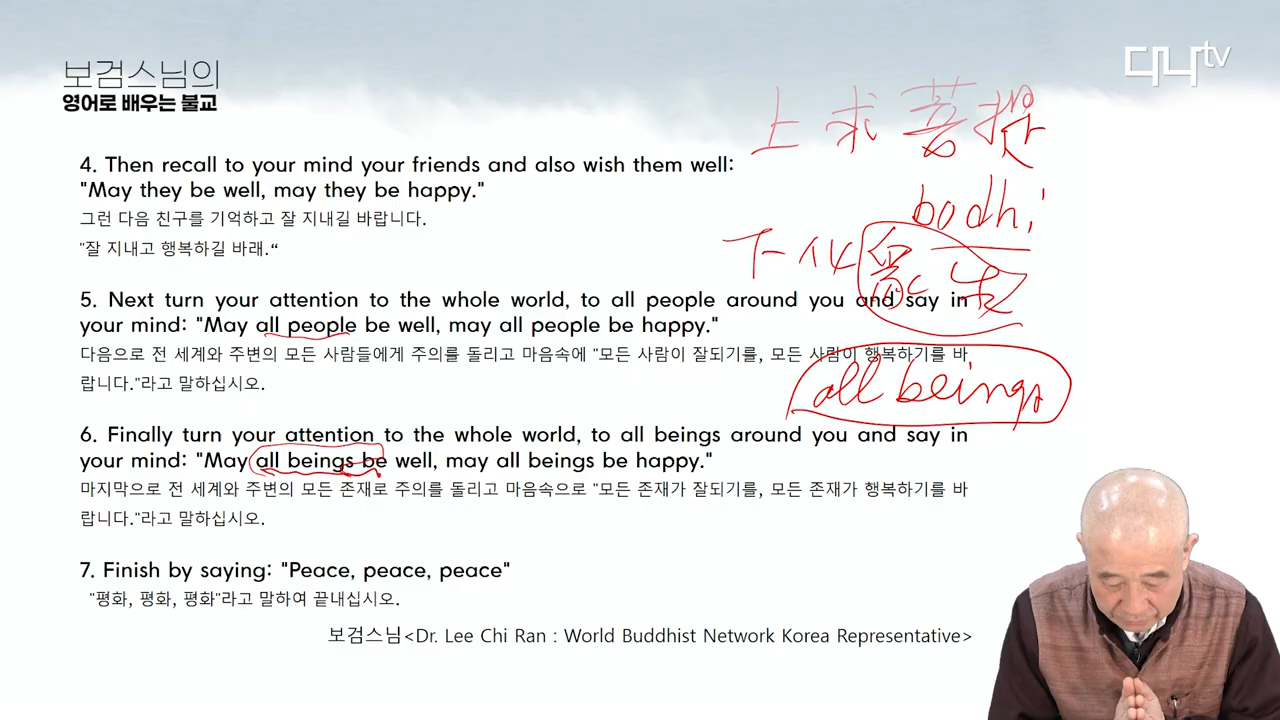 보검스님의
영어로 배우는 불교
다나tv
上求菩提
bodhi
下化衆生
all beings
4. Then recall to your mind your friends and also wish them well:
"May they be well, may they be happy."
그런 다음 친구를 기억하고 잘 지내길 바랍니다.
"잘 지내고 행복하길 바래.“
5. Next turn your attention to the whole world, to all people around you and say in
your mind: "May all people be well, may all people be happy."
다음으로 전 세계와 주변의 모든 사람들에게 주의를 돌리고 마음속에 "모든 사람이 잘되기를, 모든 사람이 행복하기를 바
랍니다."라고 말하십시오.
6. Finally turn your attention to the whole world, to all beings around you and say in
your mind: "May all beings be well, may all beings be happy."
마지막으로 전 세계와 주변의 모든 존재로 주의를 돌리고 마음속으로 "모든 존재가 잘되기를, 모든 존재가 행복하기를 바
랍니다."라고 말하십시오.
7. Finish by saying: "Peace, peace, peace"
"평화, 평화, 평화"라고 말하여 끝내십시오.
보검스님<Dr. Lee Chi Ran : World Buddhist Network Korea Representative>